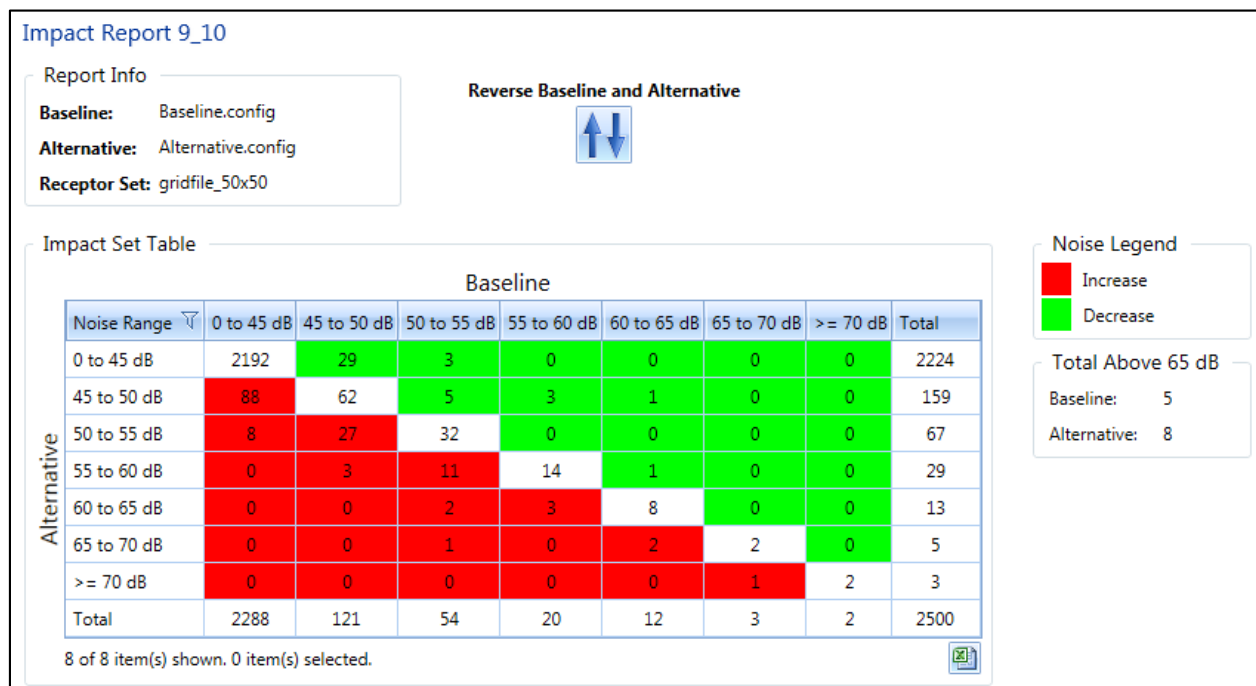 Impact Report 9_10
Report Info
Baseline: Baseline.config
Alternative: Alternative.config
Receptor Set: gridfile_50x50
Reverse Baseline and Alternative
Impact Set Table
Baseline
Alternative
Noise Range 0 to 45 dB 45 to 50 dB 50 to 55 dB 55 to 60 dB 60 to 65 dB 65 to 70 dB >= 70 dB Total
0 to 45 dB 2192 29 3 0 0 0 0 2224
45 to 50 dB 88 62 5 3 1 0 0 159
50 to 55 dB 8 27 32 0 0 0 0 67
55 to 60 dB 0 3 11 14 1 0 0 29
60 to 65 dB 0 0 2 3 8 0 0 13
65 to 70 dB 0 0 1 0 2 2 0 5
>= 70 dB 0 0 0 0 0 1 2 3
Total 2288 121 54 20 12 3 2 2500
8 of 8 item(s) shown. 0 item(s) selected.
Noise Legend
Increase
Decrease
Total Above 65 dB
Baseline: 5
Alternative: 8